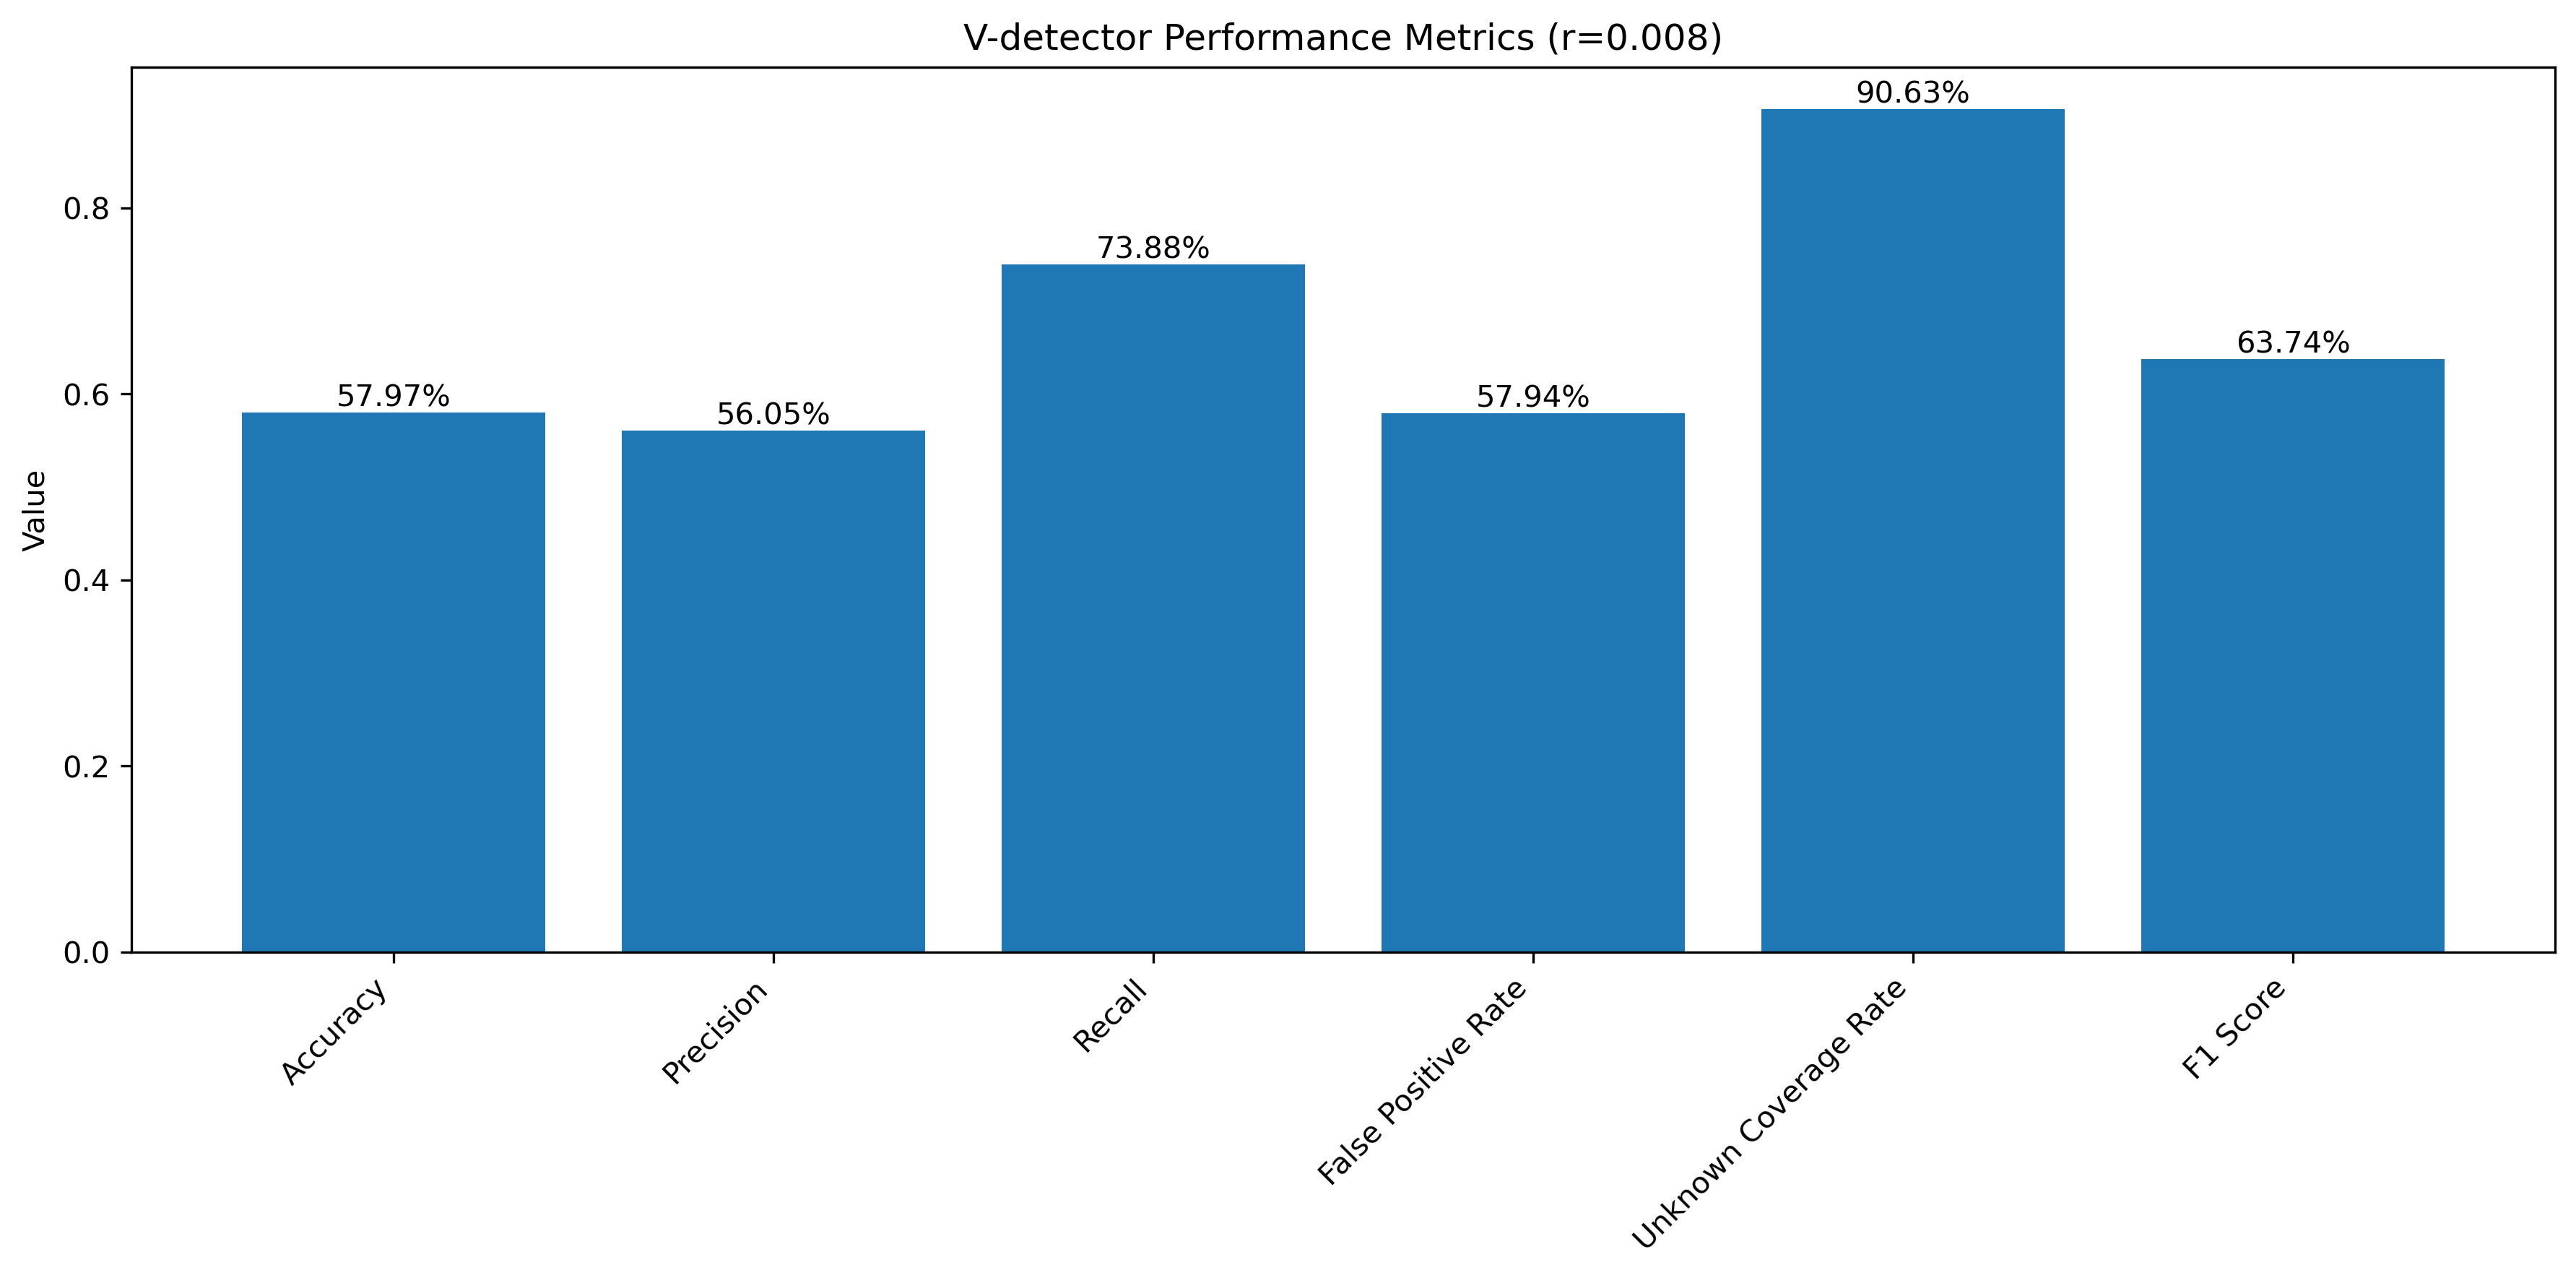 V-detector Performance Metrics (r=0.008)
Value
0.8
0.6
0.4
0.2
0.0
57.97%
56.05%
73.88%
57.94%
90.63%
63.74%
Accuracy
Precision
Recall
False Positive Rate
Unknown Coverage Rate
F1 Score